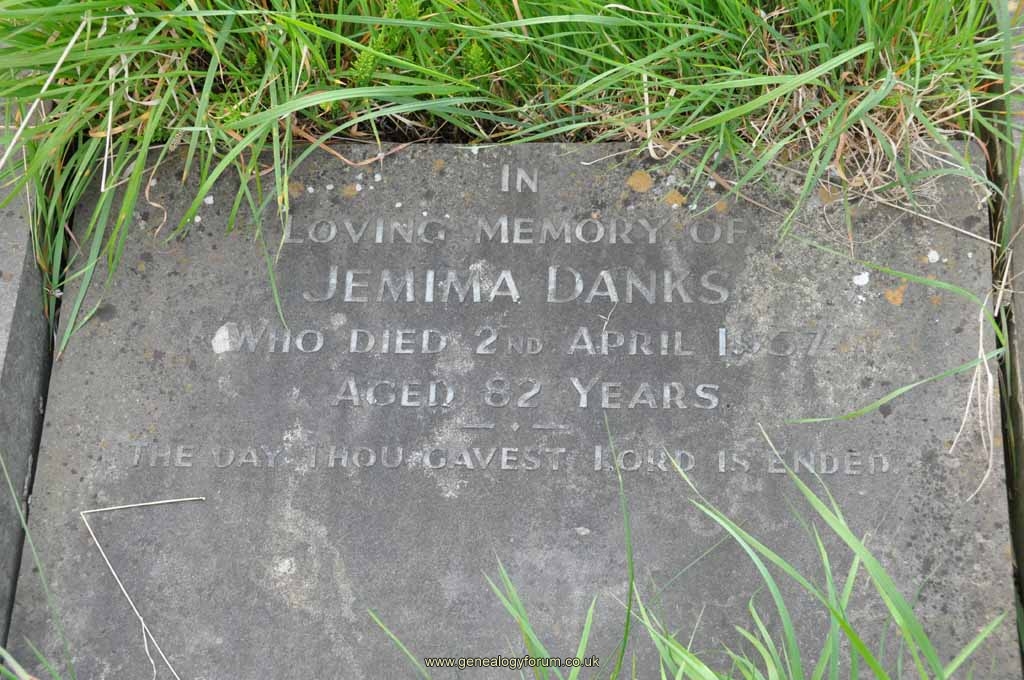 IN
LOVING MEMORY OF
JEMIMA DANKS
WHO DIED 2ND APRIL
AGED 82 YEARS.
THE DAY THOU GAVEST LORD IS ENDED.
www.genealogyforum.co.uk